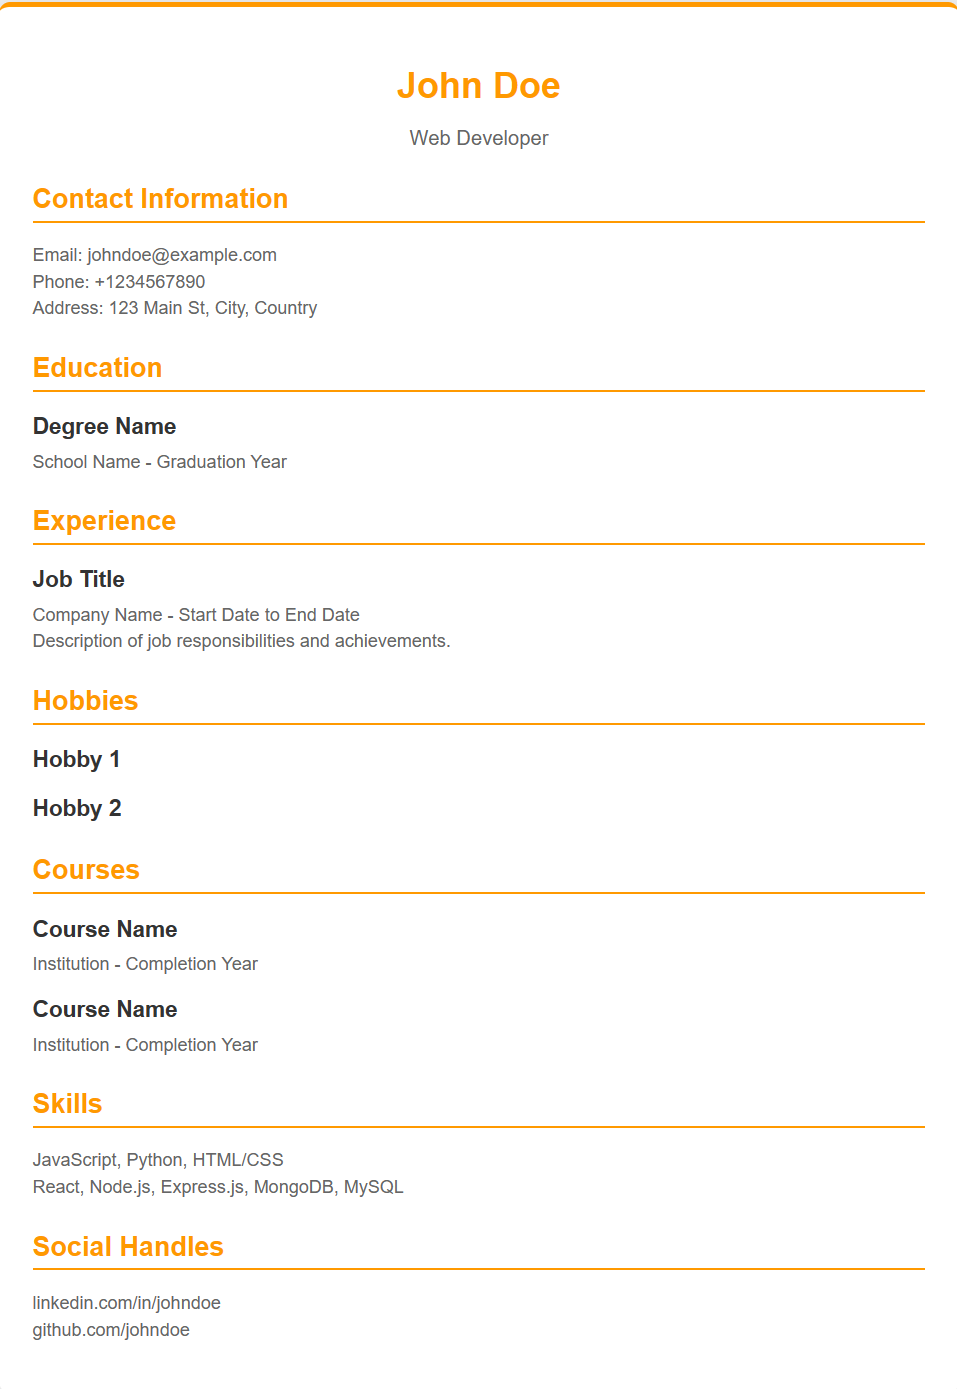 John Doe
Web Developer
Contact Information
Email: johndoe@example.com
Phone: +1234567890
Address: 123 Main St, City, Country
Education
Degree Name
School Name - Graduation Year
Experience
Job Title
Company Name - Start Date to End Date
Description of job responsibilities and achievements.
Hobbies
Hobby 1
Hobby 2
Courses
Course Name
Institution - Completion Year
Course Name
Institution - Completion Year
Skills
JavaScript, Python, HTML/CSS
React, Node.js, Express.js, MongoDB, MySQL
Social Handles
linkedin.com/in/johndoe
github.com/johndoe